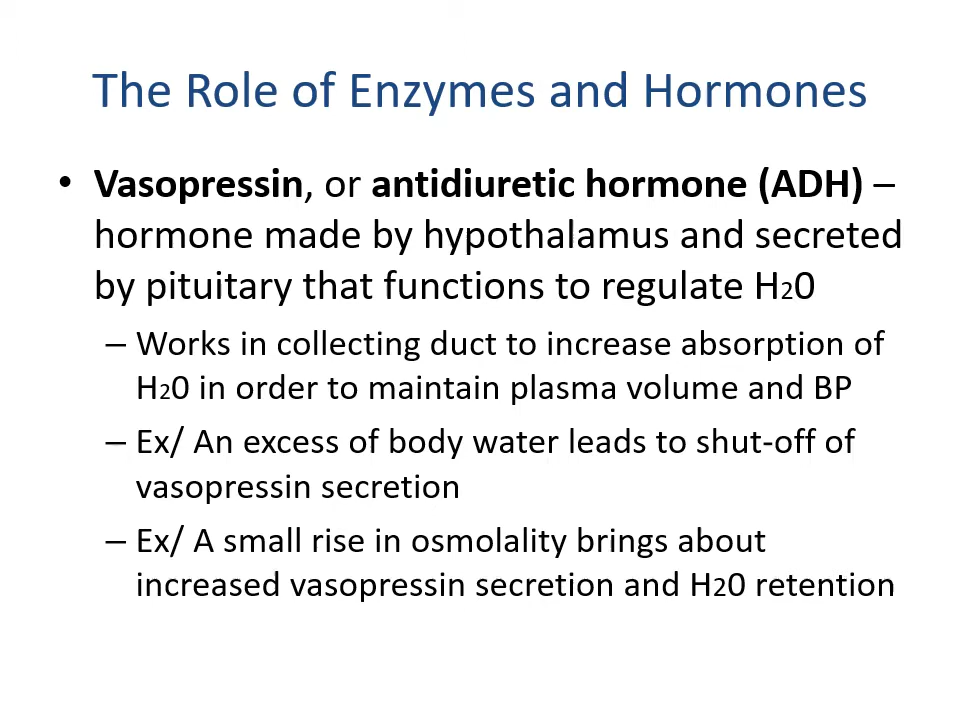 The Role of Enzymes and Hormones
• Vasopressin, or antidiuretic hormone (ADH) –
hormone made by hypothalamus and secreted
by pituitary that functions to regulate H₂0
– Works in collecting duct to increase absorption of
H₂0 in order to maintain plasma volume and BP
– Ex/ An excess of body water leads to shut-off of
vasopressin secretion
– Ex/ A small rise in osmolality brings about
increased vasopressin secretion and H₂0 retention